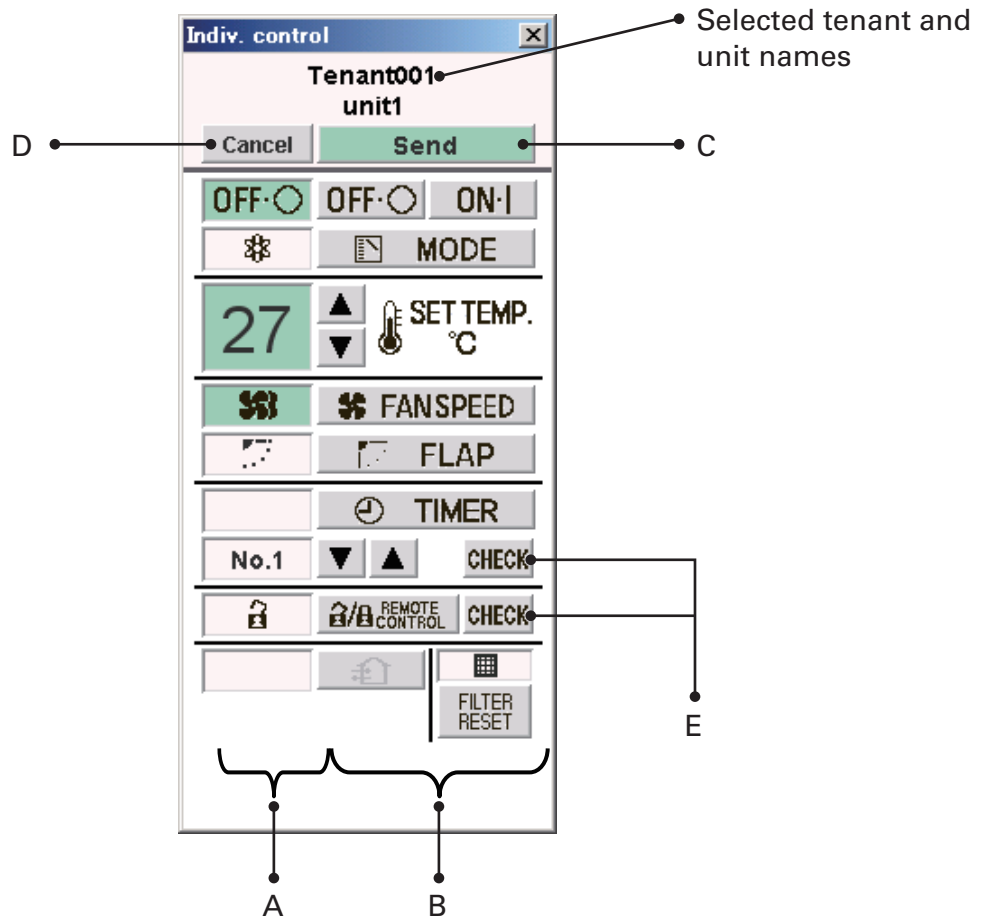 Indiv. control
Selected tenant and
unit names
Tenant001
unit1
D
Cancel
Send
C
OFF·○ OFF·○ ON·|
MODE
27
▲
▼
SET TEMP.
°C
FANSPEED
FLAP
TIMER
No.1 ▼ ▲ CHECK
/ REMOTE
CONTROL
CHECK
E
FILTER
RESET
A
B